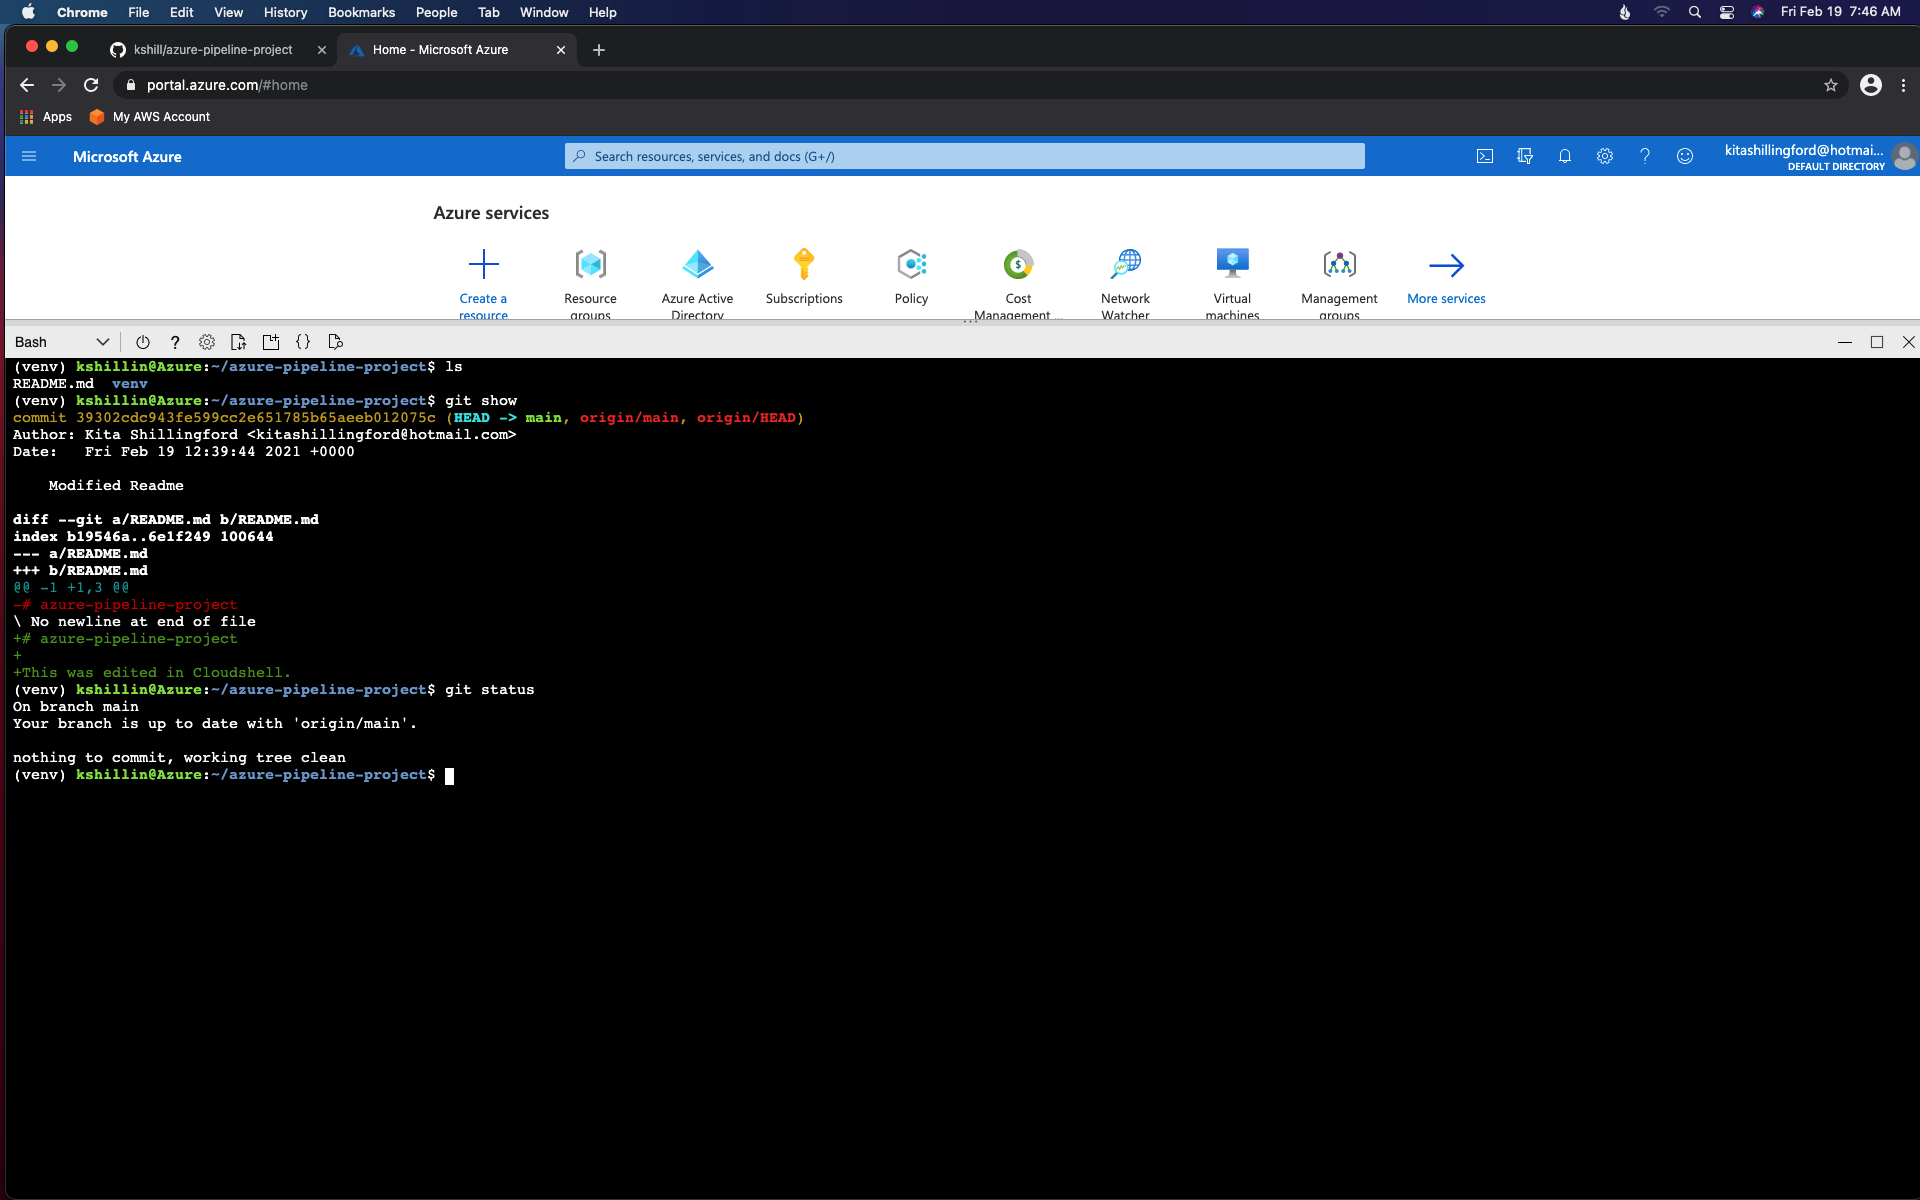 Chrome File Edit View History Bookmarks People Tab Window Help Fri Feb 19 7:46 AM
kshill/azure-pipeline-project Home - Microsoft Azure
portal.azure.com/#home
Apps My AWS Account
Microsoft Azure Search resources, services, and docs (G+/) kitashillingford@hotmai...
DEFAULT DIRECTORY
Azure services
Create a resource
Resource groups
Azure Active Directory
Subscriptions
Policy
Cost Management ...
Network Watcher
Virtual machines
Management groups
More services
Bash
(venv) kshillin@Azure:~/azure-pipeline-project$ ls
README.md venv
(venv) kshillin@Azure:~/azure-pipeline-project$ git show
commit 39302cdc943fe599cc2e651785b65aeeb012075c (HEAD -> main, origin/main, origin/HEAD)
Author: Kita Shillingford <kitashillingford@hotmail.com>
Date:   Fri Feb 19 12:39:44 2021 +0000
    Modified Readme
diff --git a/README.md b/README.md
index b19546a..6e1f249 100644
--- a/README.md
+++ b/README.md
@@ -1 +1,3 @@
-# azure-pipeline-project
\ No newline at end of file
+# azure-pipeline-project
+
+This was edited in Cloudshell.
(venv) kshillin@Azure:~/azure-pipeline-project$ git status
On branch main
Your branch is up to date with 'origin/main'.
nothing to commit, working tree clean
(venv) kshillin@Azure:~/azure-pipeline-project$